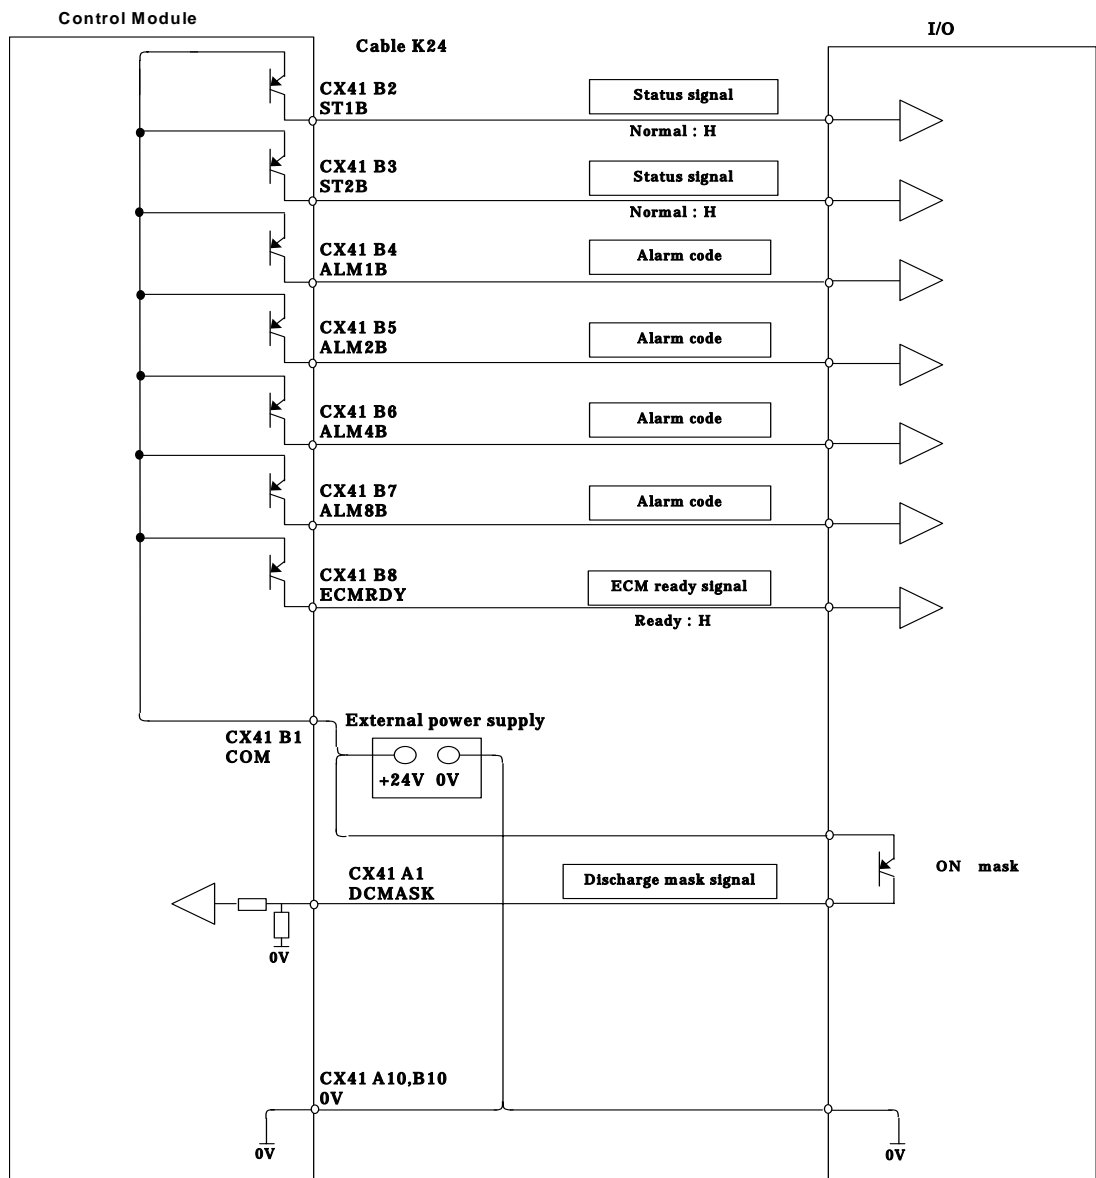 Control Module
I/O
Cable K24
CX41 B2
ST1B
Status signal
Normal : H
CX41 B3
ST2B
Status signal
Normal : H
CX41 B4
ALM1B
Alarm code
CX41 B5
ALM2B
Alarm code
CX41 B6
ALM4B
Alarm code
CX41 B7
ALM8B
Alarm code
CX41 B8
ECMRDY
ECM ready signal
Ready : H
CX41 B1
COM
External power supply
+24V 0V
CX41 A1
DCMASK
Discharge mask signal
ON mask
0V
CX41 A10,B10
0V
0V
0V